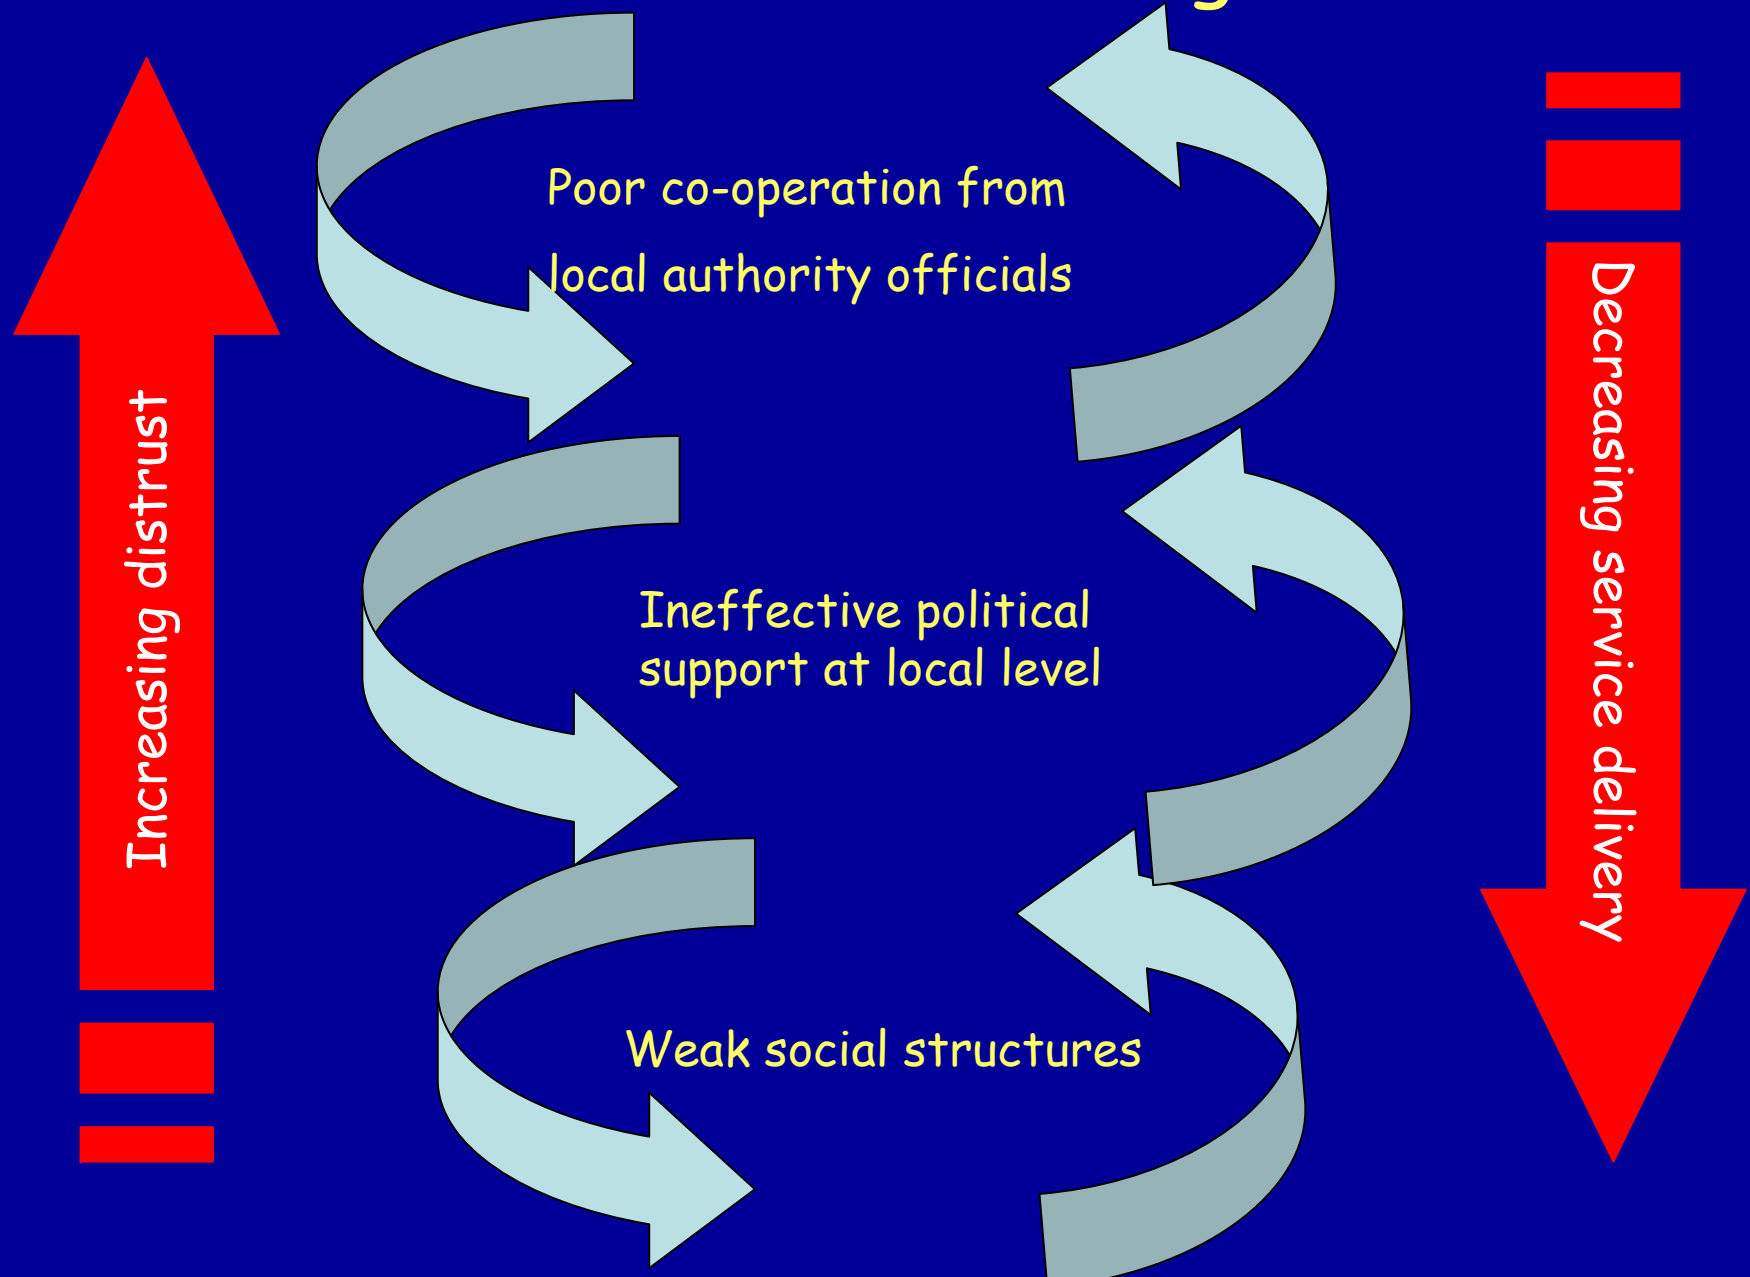 Poor co-operation from
local authority officials
Increasing distrust
Decreasing service delivery
Ineffective political
support at local level
Weak social structures